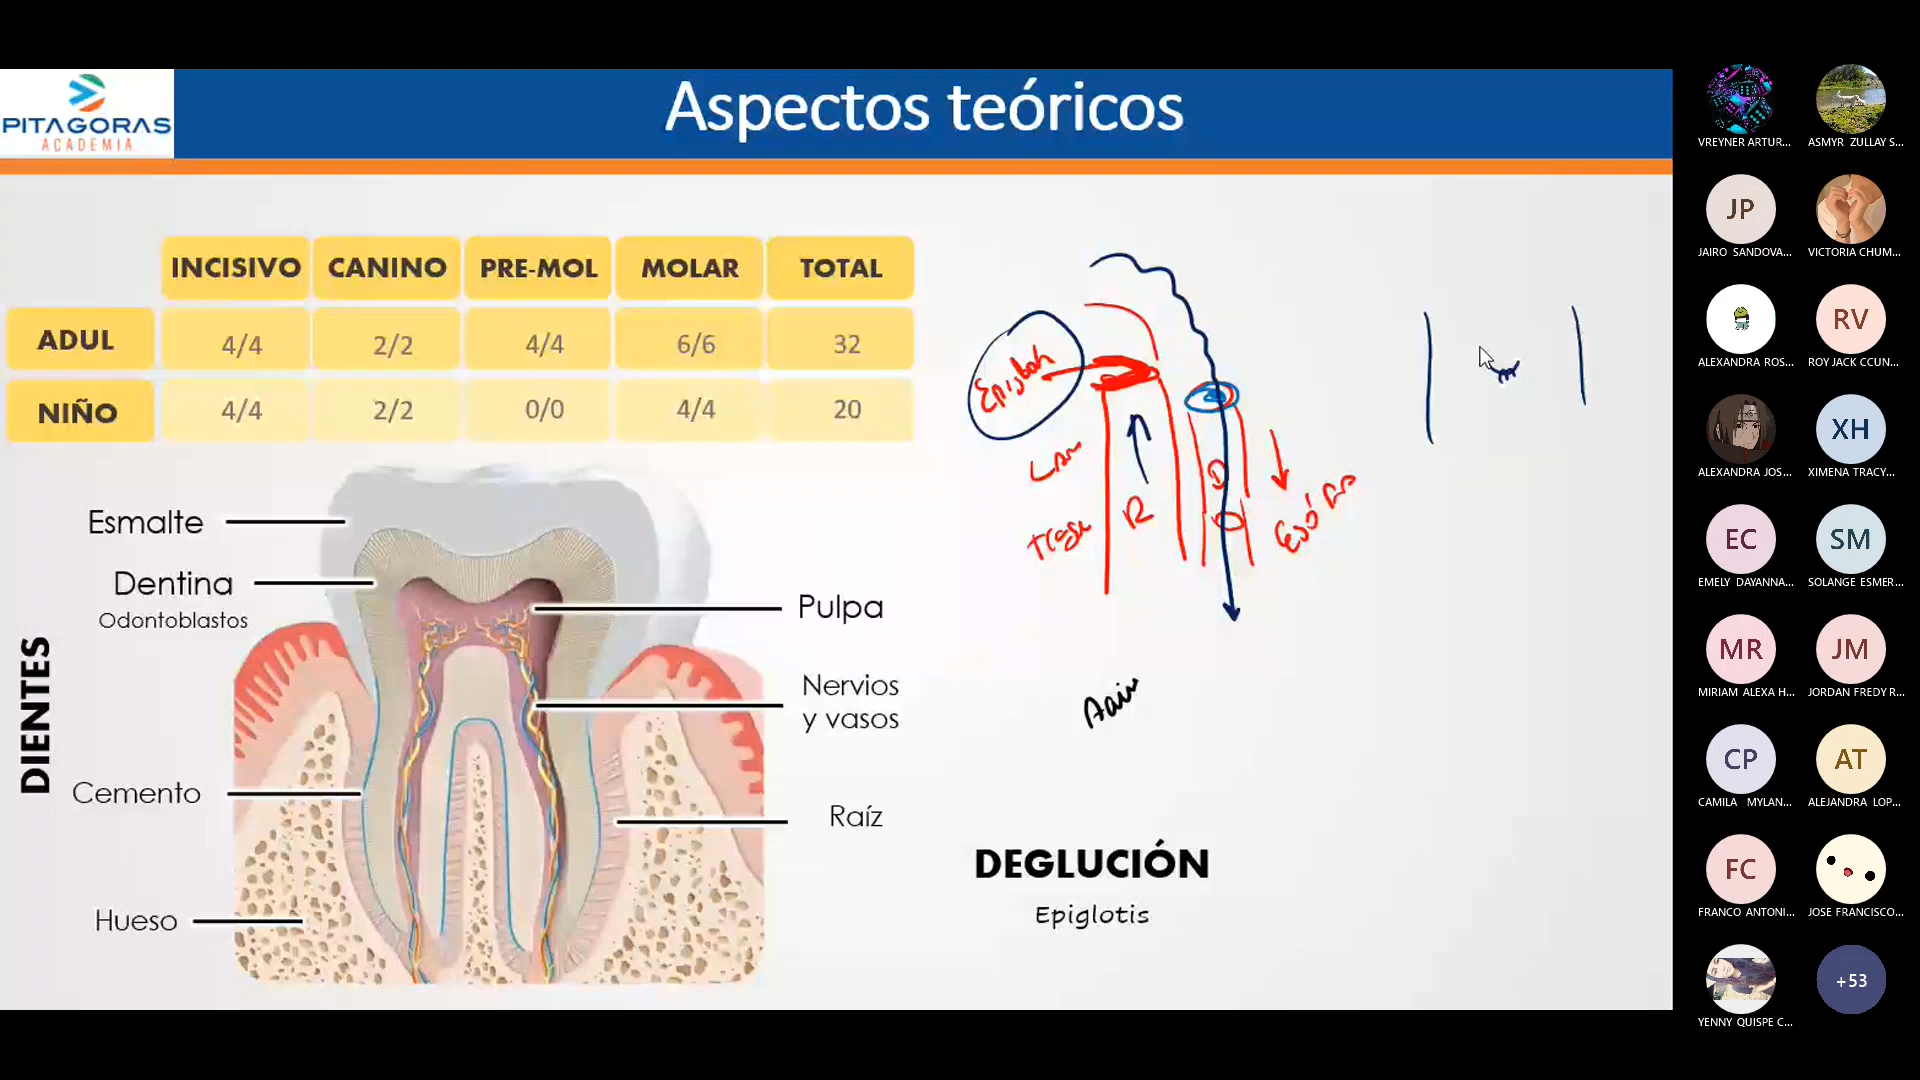 PITAGORAS
ACADEMIA
Aspectos teóricos
INCISIVO CANINO PRE-MOL MOLAR TOTAL
ADUL 4/4 2/2 4/4 6/6 32
NIÑO 4/4 2/2 0/0 4/4 20
DIENTES
Esmalte
Dentina
Odontoblastos
Cemento
Hueso
Pulpa
Nervios
y vasos
Raíz
R
D
DEGLUCIÓN
Epiglotis
VREYNER ARTUR...
ASMYR ZULLAY S...
JP
JAIRO SANDOVA...
VICTORIA CHUM...
ALEXANDRA ROS...
RV
ROY JACK CCUN...
ALEXANDRA JOS...
XH
XIMENA TRACY...
EC
EMELY DAYANNA...
SM
SOLANGE ESMER...
MR
MIRIAM ALEXA H...
JM
JORDAN FREDY R...
CP
CAMILA MYLAN...
AT
ALEJANDRA LOP...
FC
FRANCO ANTONI...
JOSE FRANCISCO...
YENNY QUISPE C...
+53